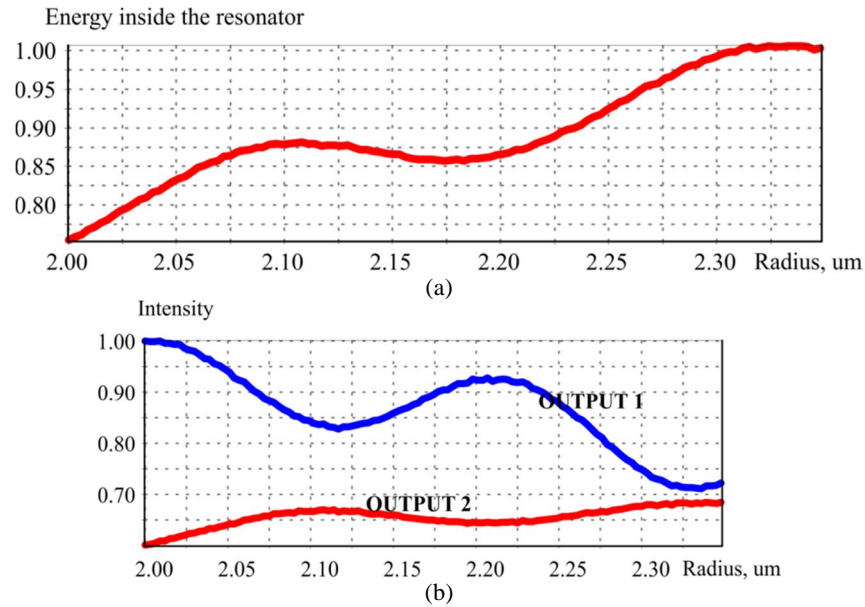 Energy inside the resonator
1.00
0.95
0.90
0.85
0.80
2.00 2.05 2.10 2.15 2.20 2.25 2.30 Radius, um
(a)
Intensity
1.00
0.90
OUTPUT 1
0.80
0.70
OUTPUT 2
2.00 2.05 2.10 2.15 2.20 2.30 Radius, um
(b)